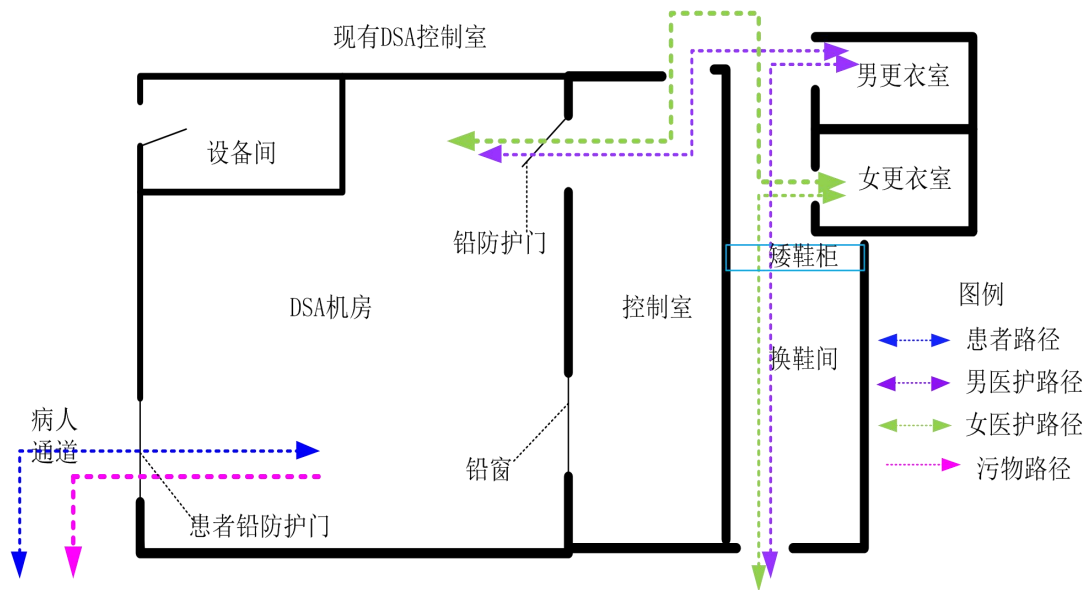 现有DSA控制室
男更衣室
设备间
女更衣室
铅防护门
矮鞋柜
DSA机房
控制室
图例
换鞋间
患者路径
男医护路径
病人
通道
女医护路径
铅窗
污物路径
患者铅防护门